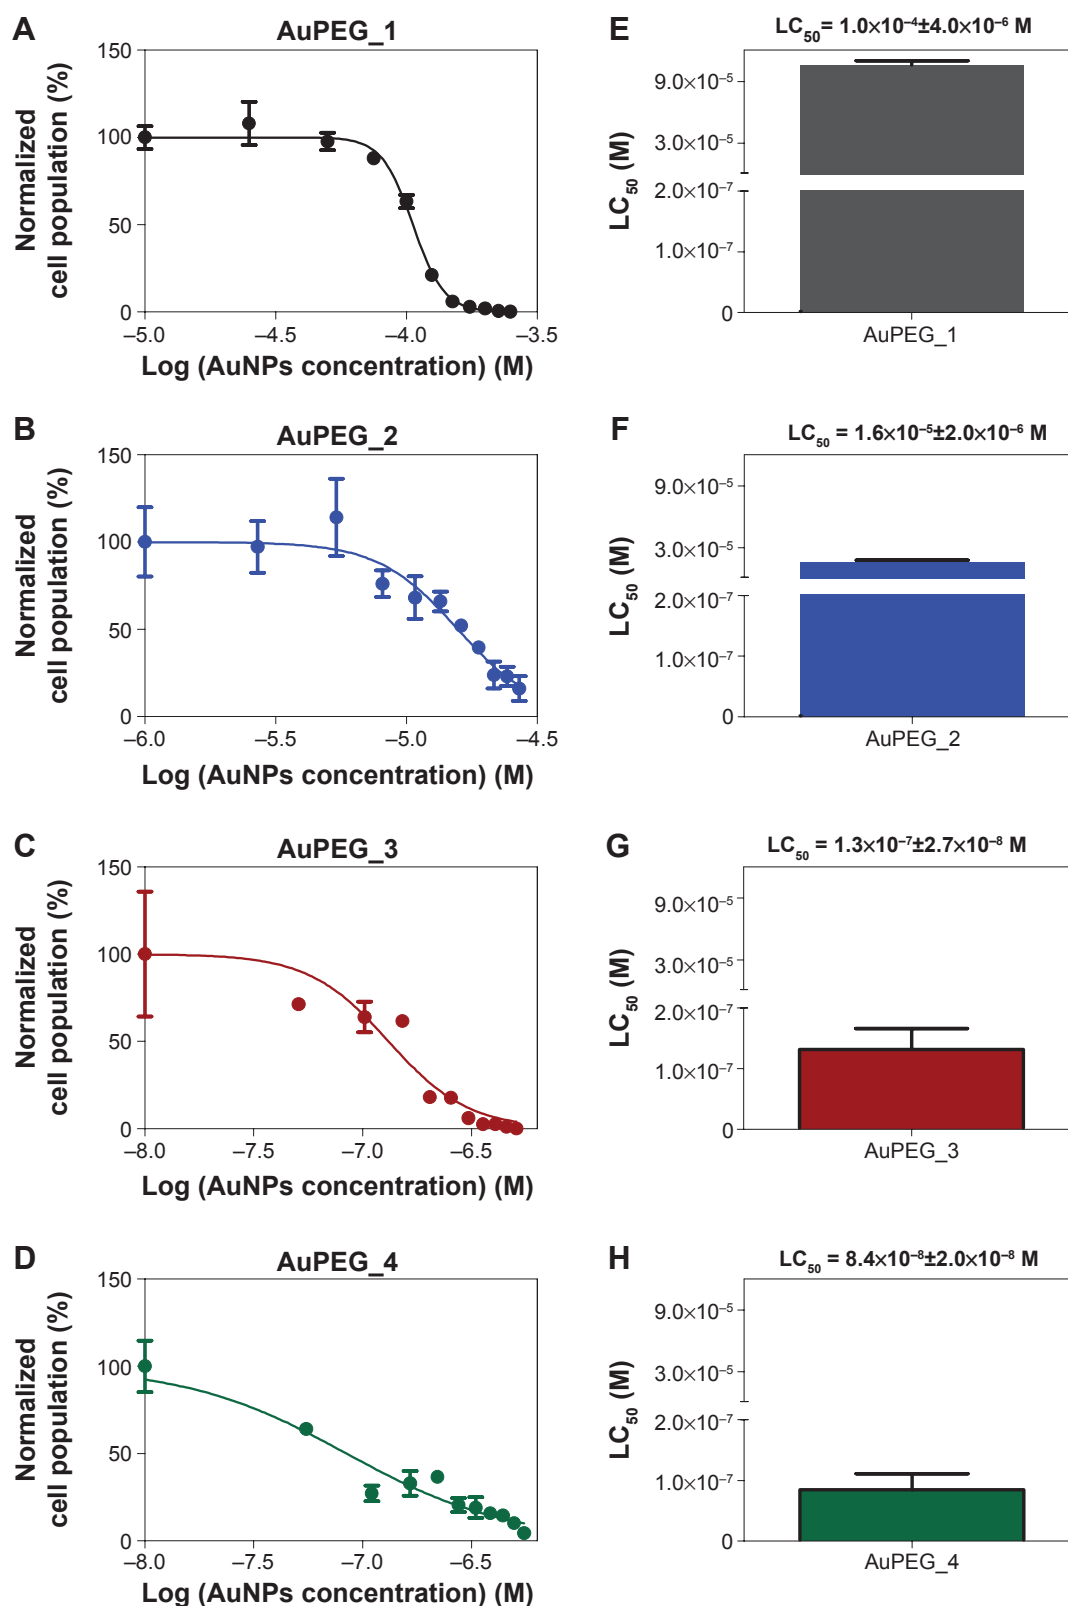 A
AuPEG_1
Normalized
cell population (%)
150
100
50
0
–5.0
–4.5
–4.0
–3.5
Log (AuNPs concentration) (M)
E
LC50 = 1.0×10–4±4.0×10–6 M
LC50 (M)
9.0×10–5
3.0×10–5
2.0×10–7
1.0×10–7
0
AuPEG_1
B
AuPEG_2
Normalized
cell population (%)
150
100
50
0
–6.0
–5.5
–5.0
–4.5
Log (AuNPs concentration) (M)
F
LC50 = 1.6×10–5±2.0×10–6 M
LC50 (M)
9.0×10–5
3.0×10–5
2.0×10–7
1.0×10–7
0
AuPEG_2
C
AuPEG_3
Normalized
cell population (%)
150
100
50
0
–8.0
–7.5
–7.0
–6.5
Log (AuNPs concentration) (M)
G
LC50 = 1.3×10–7±2.7×10–8 M
LC50 (M)
9.0×10–5
3.0×10–5
2.0×10–7
1.0×10–7
0
AuPEG_3
D
AuPEG_4
Normalized
cell population (%)
150
100
50
0
–8.0
–7.5
–7.0
–6.5
Log (AuNPs concentration) (M)
H
LC50 = 8.4×10–8±2.0×10–8 M
LC50 (M)
9.0×10–5
3.0×10–5
2.0×10–7
1.0×10–7
0
AuPEG_4